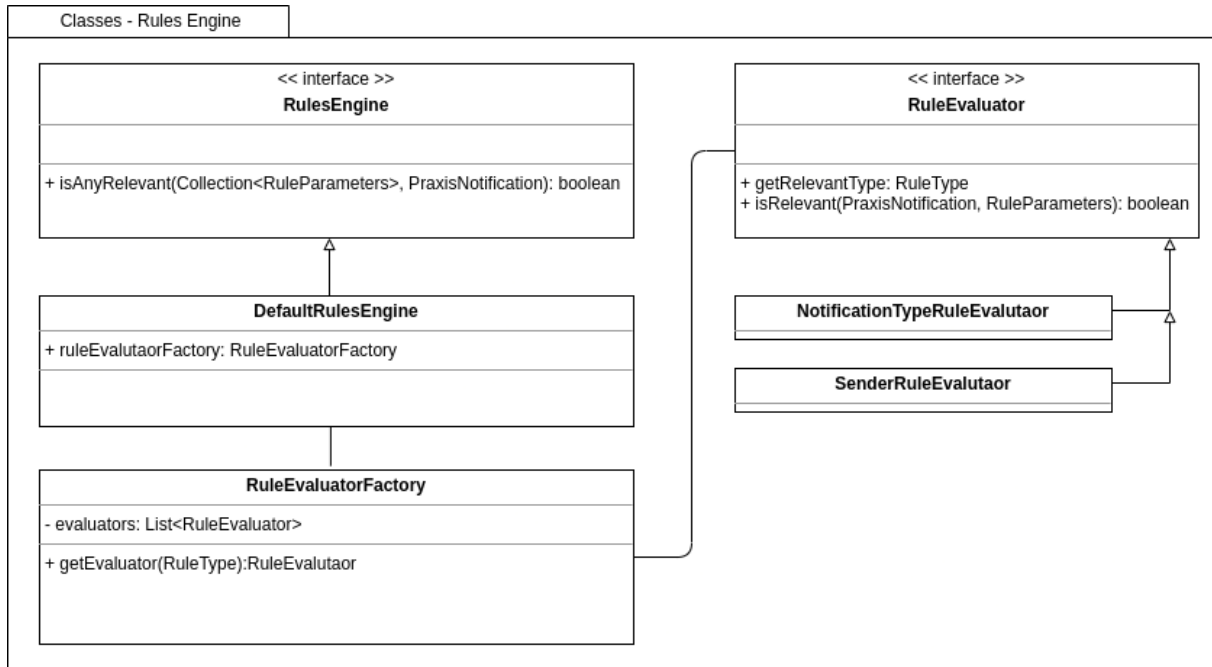 Classes - Rules Engine
<< interface >>
RulesEngine
+ isAnyRelevant(Collection<RuleParameters>, PraxisNotification): boolean
<< interface >>
RuleEvaluator
+ getRelevantType: RuleType
+ isRelevant(PraxisNotification, RuleParameters): boolean
DefaultRulesEngine
+ ruleEvalutaorFactory: RuleEvaluatorFactory
NotificationTypeRuleEvalutaor
SenderRuleEvalutaor
RuleEvaluatorFactory
- evaluators: List<RuleEvaluator>
+ getEvaluator(RuleType):RuleEvalutaor